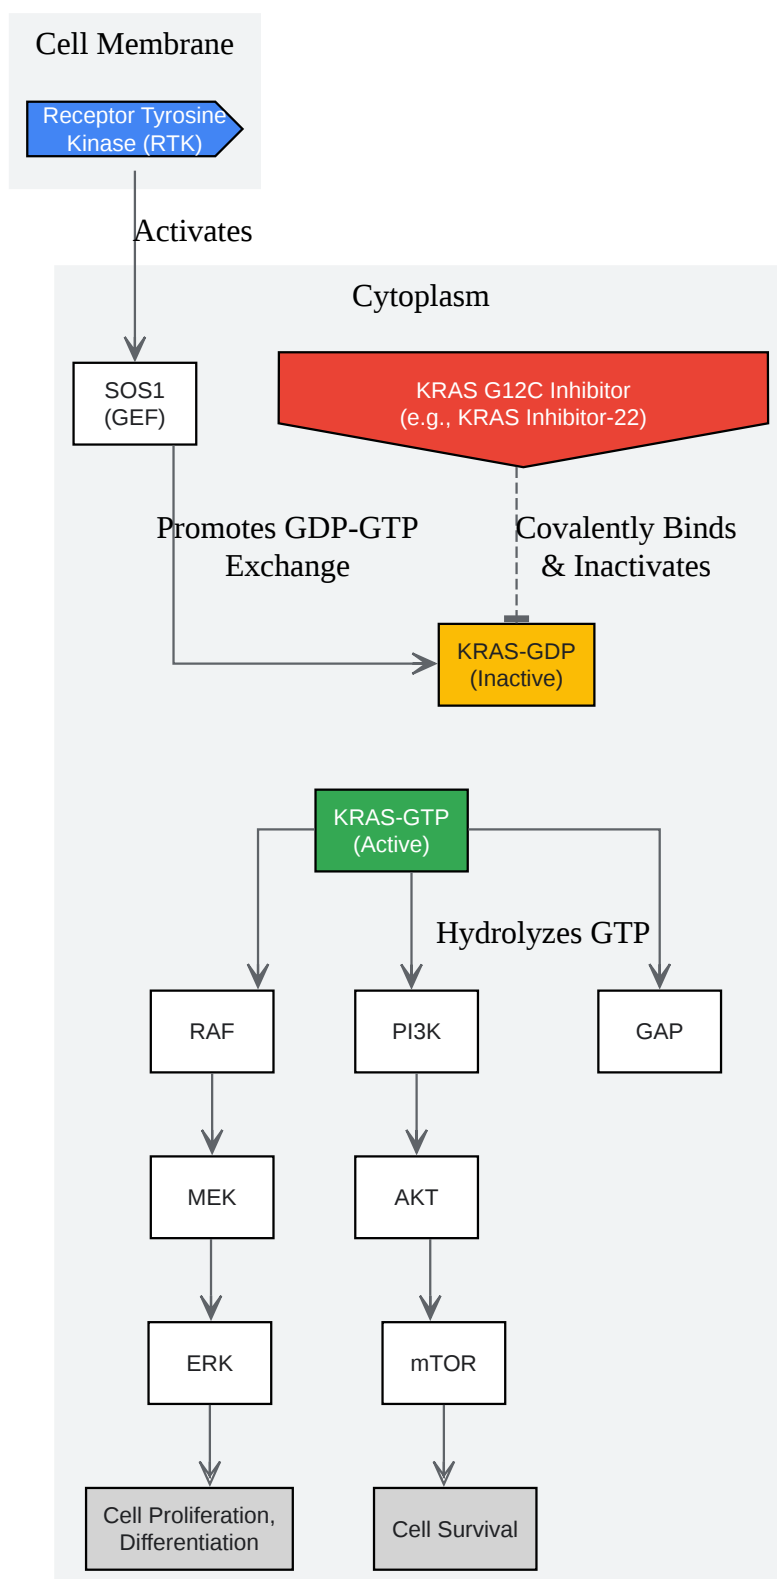 Cell Membrane
Receptor Tyrosine
Kinase (RTK)
Activates
Cytoplasm
SOS1
(GEF)
KRAS G12C Inhibitor
(e.g., KRAS Inhibitor-22)
Promotes GDP-GTP
Exchange
Covalently Binds
& Inactivates
KRAS-GDP
(Inactive)
KRAS-GTP
(Active)
Hydrolyzes GTP
RAF
PI3K
GAP
MEK
AKT
ERK
mTOR
Cell Proliferation,
Differentiation
Cell Survival